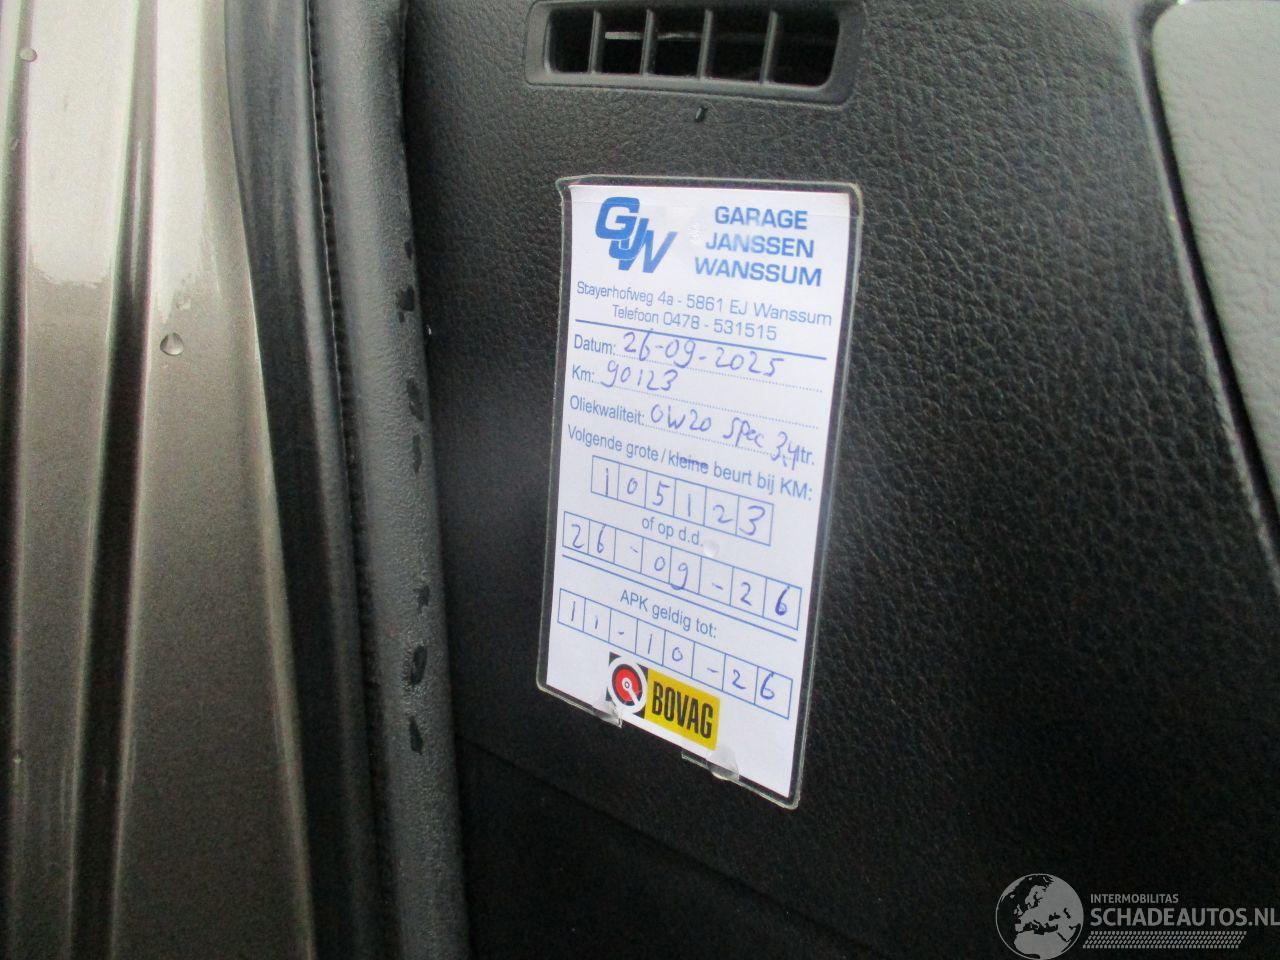 GJW
GARAGE
JANSSEN
WANSSUM
Stayerhofweg 4a - 5861 EJ Wanssum
Telefoon 0478 - 531515
Datum: 26-09-2025
Km: 90123
Oliekwaliteit: 0W20 Spec 3,4 ltr.
Volgende grote / kleine beurt bij KM:
105123
of op d.d.
26-09-26
APK geldig tot:
11-10-26
BOVAG
INTERMOBILITAS
SCHADEAUTOS.NL